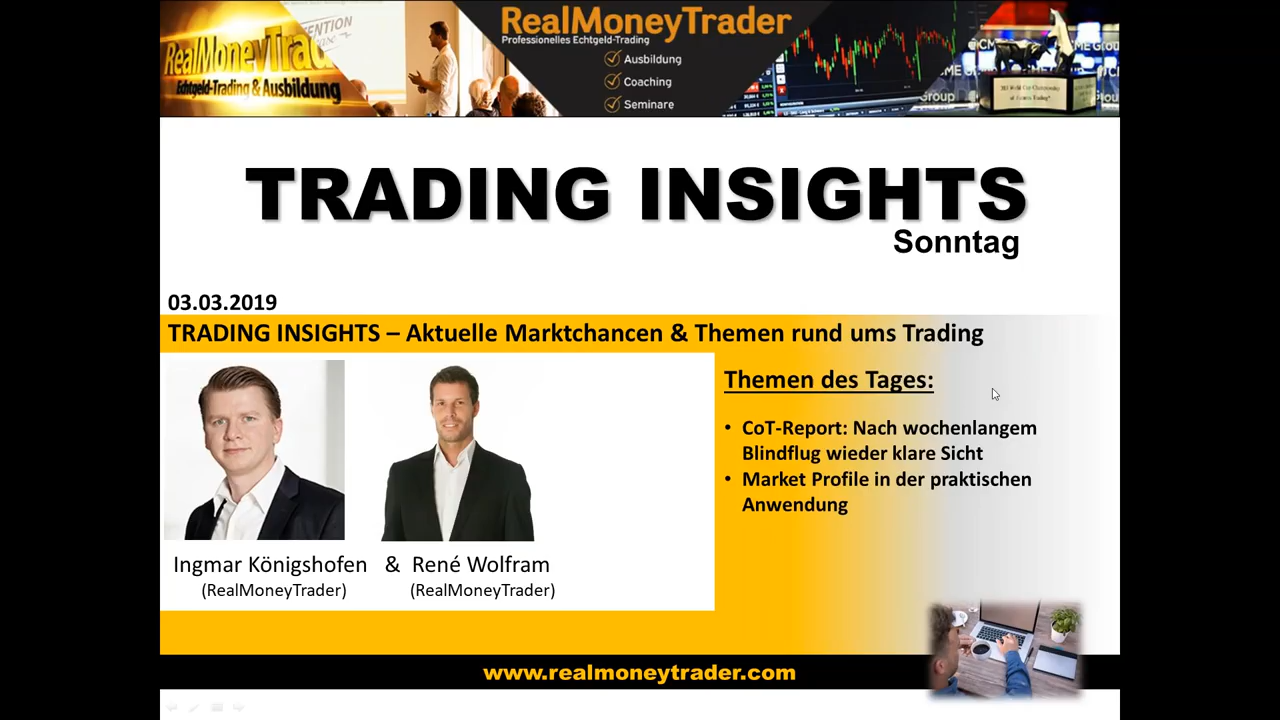 RealMoneyTrad
Echtgeld-Trading & Ausbildung
RealMoneyTrader
Professionelles Echtgeld-Trading
Ausbildung
Coaching
Seminare
TRADING INSIGHTS
Sonntag
03.03.2019
TRADING INSIGHTS – Aktuelle Marktchancen & Themen rund ums Trading
Themen des Tages:
• CoT-Report: Nach wochenlangem
Blindflug wieder klare Sicht
• Market Profile in der praktischen
Anwendung
Ingmar Königshofen & René Wolfram
(RealMoneyTrader) (RealMoneyTrader)
www.realmoneytrader.com